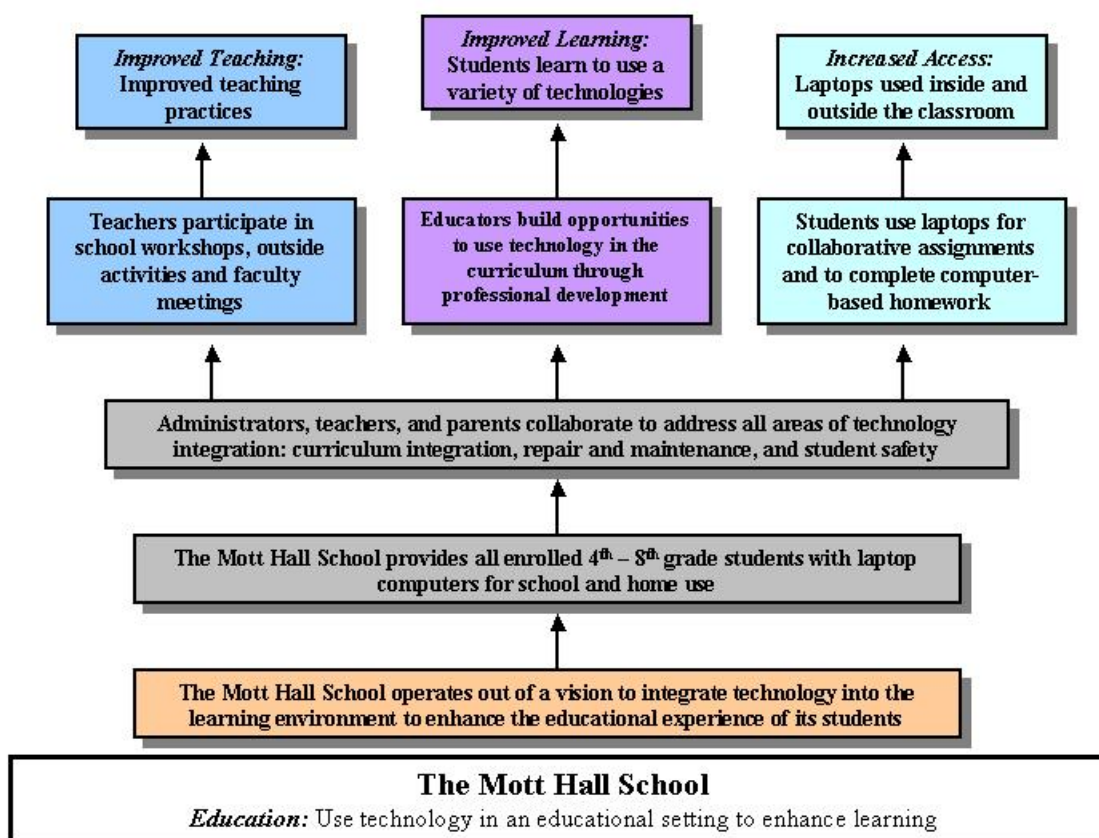 Improved Teaching:
Improved teaching
practices
Improved Learning:
Students learn to use a
variety of technologies
Increased Access:
Laptops used inside and
outside the classroom
Teachers participate in
school workshops, outside
activities and faculty
meetings
Educators build opportunities
to use technology in the
curriculum through
professional development
Students use laptops for
collaborative assignments
and to complete computer-
based homework
Administrators, teachers, and parents collaborate to address all areas of technology
integration: curriculum integration, repair and maintenance, and student safety
The Mott Hall School provides all enrolled 4th – 8th grade students with laptop
computers for school and home use
The Mott Hall School operates out of a vision to integrate technology into the
learning environment to enhance the educational experience of its students
The Mott Hall School
Education: Use technology in an educational setting to enhance learning